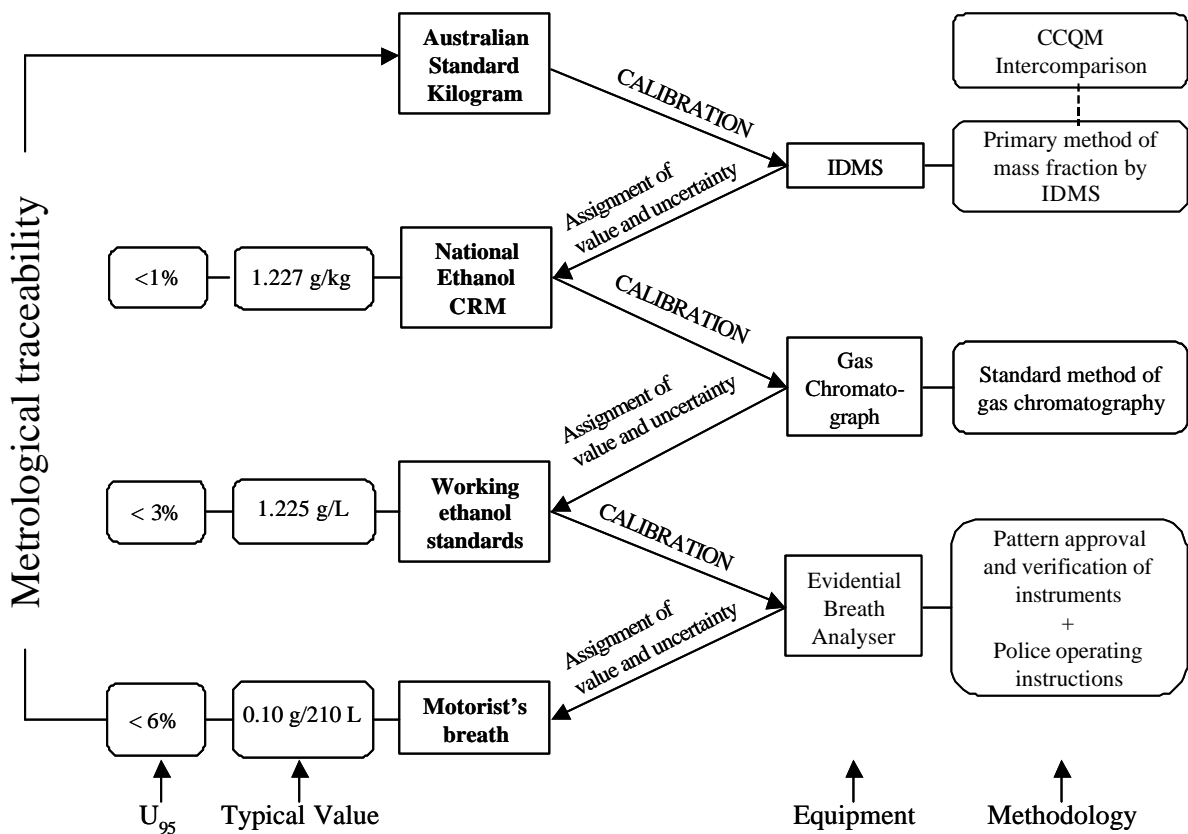 Australian
Standard
Kilogram
CCQM
Intercomparison
CALIBRATION
Primary method of
mass fraction by
IDMS
IDMS
Assignment of
value and uncertainty
Metrological traceability
<1%
1.227 g/kg
National
Ethanol
CRM
CALIBRATION
Gas
Chromato-
graph
Standard method of
gas chromatography
Assignment of
value and uncertainty
< 3%
1.225 g/L
Working
ethanol
standards
CALIBRATION
Evidential
Breath
Analyser
Pattern approval
and verification of
instruments
+
Police operating
instructions
Assignment of
value and uncertainty
< 6%
0.10 g/210 L
Motorist's
breath
U95
Typical Value
Equipment
Methodology